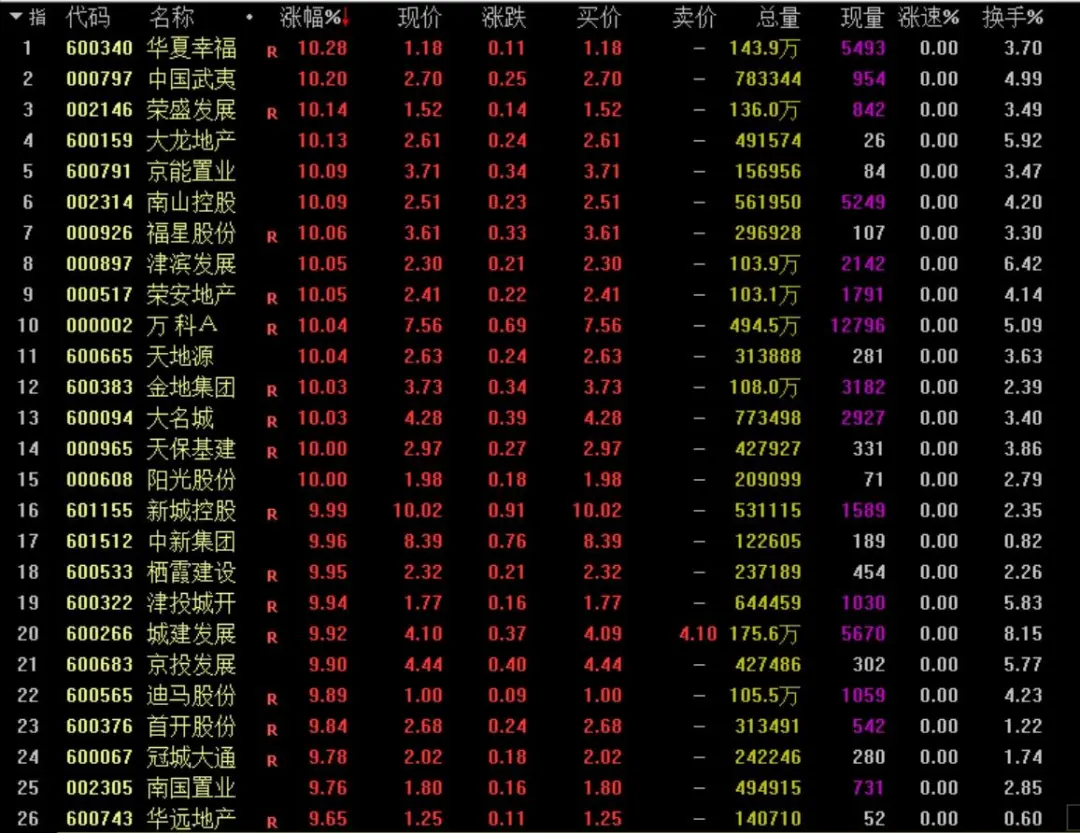 ▼指 代码 名称 • 涨幅%↓ 现价 涨跌 买价 卖价 总量 现量 涨速% 换手%
1 600340 华夏幸福 R 10.28 1.18 0.11 1.18 — 143.9万 5493 0.00 3.70
2 000797 中国武夷 10.20 2.70 0.25 2.70 — 783344 954 0.00 4.99
3 002146 荣盛发展 R 10.14 1.52 0.14 1.52 — 136.0万 842 0.00 3.49
4 600159 大龙地产 10.13 2.61 0.24 2.61 — 491574 26 0.00 5.92
5 600791 京能置业 10.09 3.71 0.34 3.71 — 156956 84 0.00 3.47
6 002314 南山控股 10.09 2.51 0.23 2.51 — 561950 5249 0.00 4.20
7 000926 福星股份 R 10.06 3.61 0.33 3.61 — 296928 107 0.00 3.30
8 000897 津滨发展 10.05 2.30 0.21 2.30 — 103.9万 2142 0.00 6.42
9 000517 荣安地产 R 10.05 2.41 0.22 2.41 — 103.1万 1791 0.00 4.14
10 000002 万科A R 10.04 7.56 0.69 7.56 — 494.5万 12796 0.00 5.09
11 600665 天地源 10.04 2.63 0.24 2.63 — 313888 281 0.00 3.63
12 600383 金地集团 R 10.03 3.73 0.34 3.73 — 108.0万 3182 0.00 2.39
13 600094 大名城 R 10.03 4.28 0.39 4.28 — 773498 2927 0.00 3.40
14 000965 天保基建 R 10.00 2.97 0.27 2.97 — 427927 331 0.00 3.86
15 000608 阳光股份 10.00 1.98 0.18 1.98 — 209099 71 0.00 2.79
16 601155 新城控股 R 9.99 10.02 0.91 10.02 — 531115 1589 0.00 2.35
17 601512 中新集团 9.96 8.39 0.76 8.39 — 122605 189 0.00 0.82
18 600533 栖霞建设 R 9.95 2.32 0.21 2.32 — 237189 454 0.00 2.26
19 600322 津投城开 R 9.94 1.77 0.16 1.77 — 644459 1030 0.00 5.83
20 600266 城建发展 R 9.92 4.10 0.37 4.09 4.10 175.6万 5670 0.00 8.15
21 600683 京投发展 9.90 4.44 0.40 4.44 — 427486 302 0.00 5.77
22 600565 迪马股份 R 9.89 1.00 0.09 1.00 — 105.5万 1059 0.00 4.23
23 600376 首开股份 R 9.84 2.68 0.24 2.68 — 313491 542 0.00 1.22
24 600067 冠城大通 R 9.78 2.02 0.18 2.02 — 242246 280 0.00 1.74
25 002305 南国置业 9.76 1.80 0.16 1.80 — 494915 731 0.00 2.85
26 600743 华远地产 R 9.65 1.25 0.11 1.25 — 140710 52 0.00 0.60